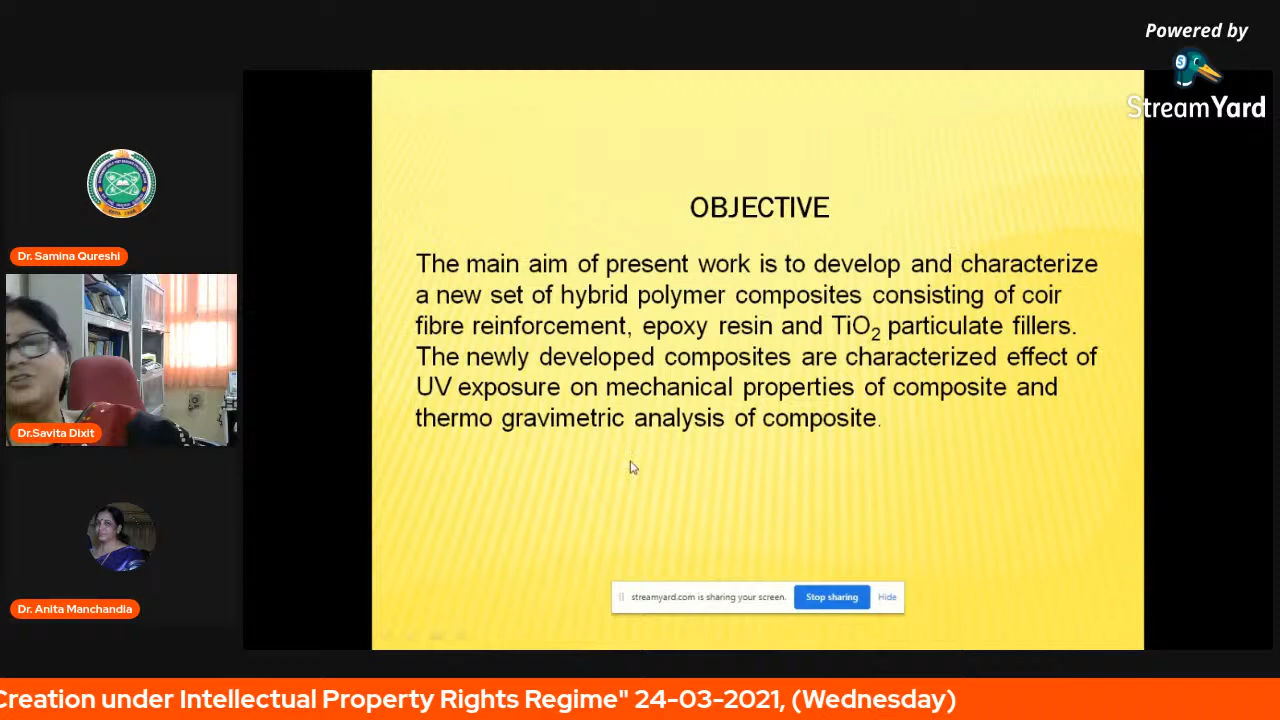 Powered by
StreamYard
OBJECTIVE
The main aim of present work is to develop and characterize
a new set of hybrid polymer composites consisting of coir
fibre reinforcement, epoxy resin and TiO₂ particulate fillers.
The newly developed composites are characterized effect of
UV exposure on mechanical properties of composite and
thermo gravimetric analysis of composite.
Dr. Samina Qureshi
Dr.Savita Dixit
Dr. Anita Manchandia
streamyard.com is sharing your screen. Stop sharing Hide
Creation under Intellectual Property Rights Regime" 24-03-2021, (Wednesday)